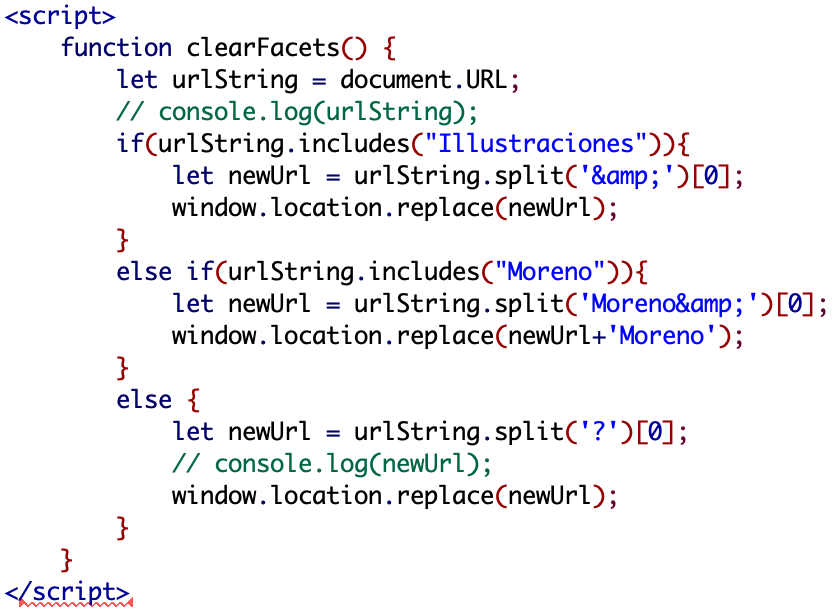 <script>
    function clearFacets() {
        let urlString = document.URL;
        // console.log(urlString);
        if(urlString.includes("Illustraciones")){
            let newUrl = urlString.split('&amp;')[0];
            window.location.replace(newUrl);
        }
        else if(urlString.includes("Moreno")){
            let newUrl = urlString.split('Moreno&amp;')[0];
            window.location.replace(newUrl+'Moreno');
        }
        else {
            let newUrl = urlString.split('?')[0];
            // console.log(newUrl);
            window.location.replace(newUrl);
        }
    }
</script>